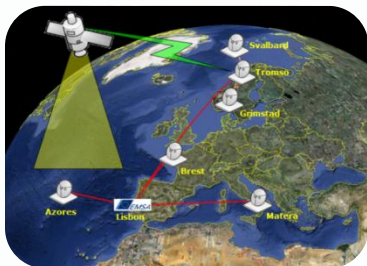 Svalbard
Tromso
Grimstad
Brest
Azores
EMSA
Lisbon
Matera